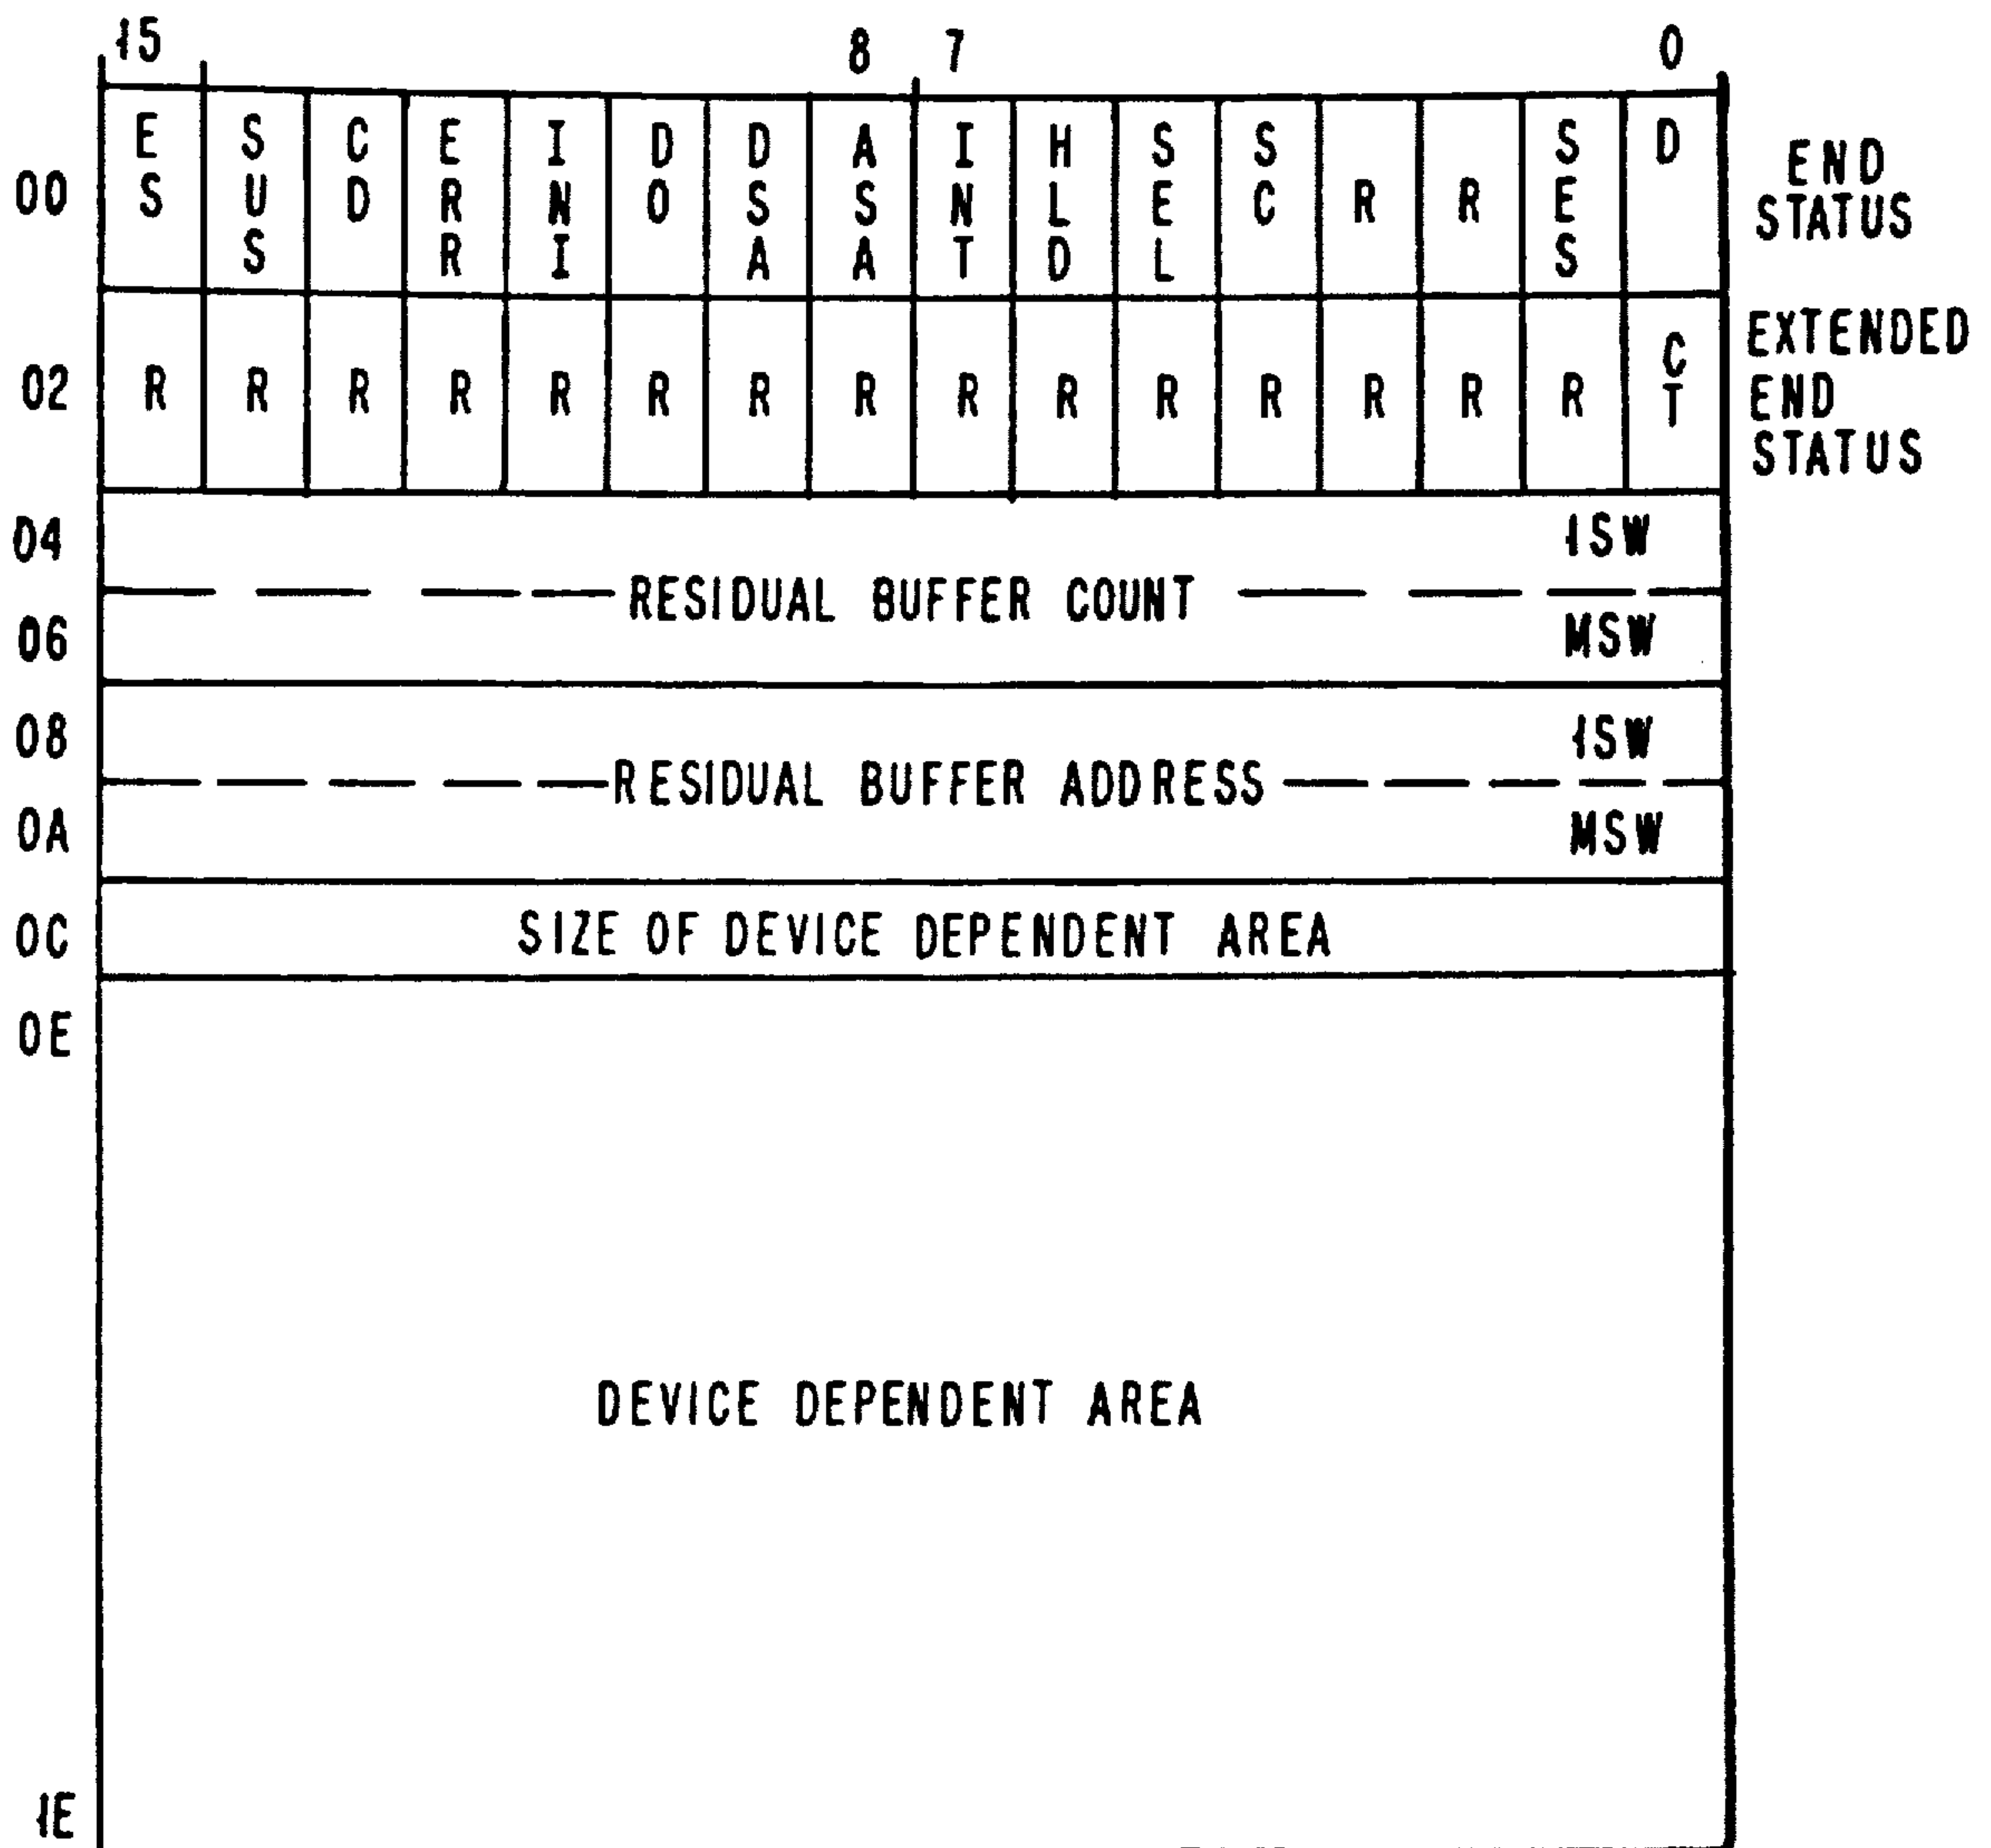 15 8 7 0
00 ES SUS CD ERR INI DO DSA ASA INT HLD SEL SC R R SES D END STATUS
02 R R R R R R R R R R R R R R R CT EXTENDED END STATUS
04 1SW
RESIDUAL BUFFER COUNT
06 MSW
08 1SW
RESIDUAL BUFFER ADDRESS
0A MSW
0C SIZE OF DEVICE DEPENDENT AREA
0E
DEVICE DEPENDENT AREA
1E